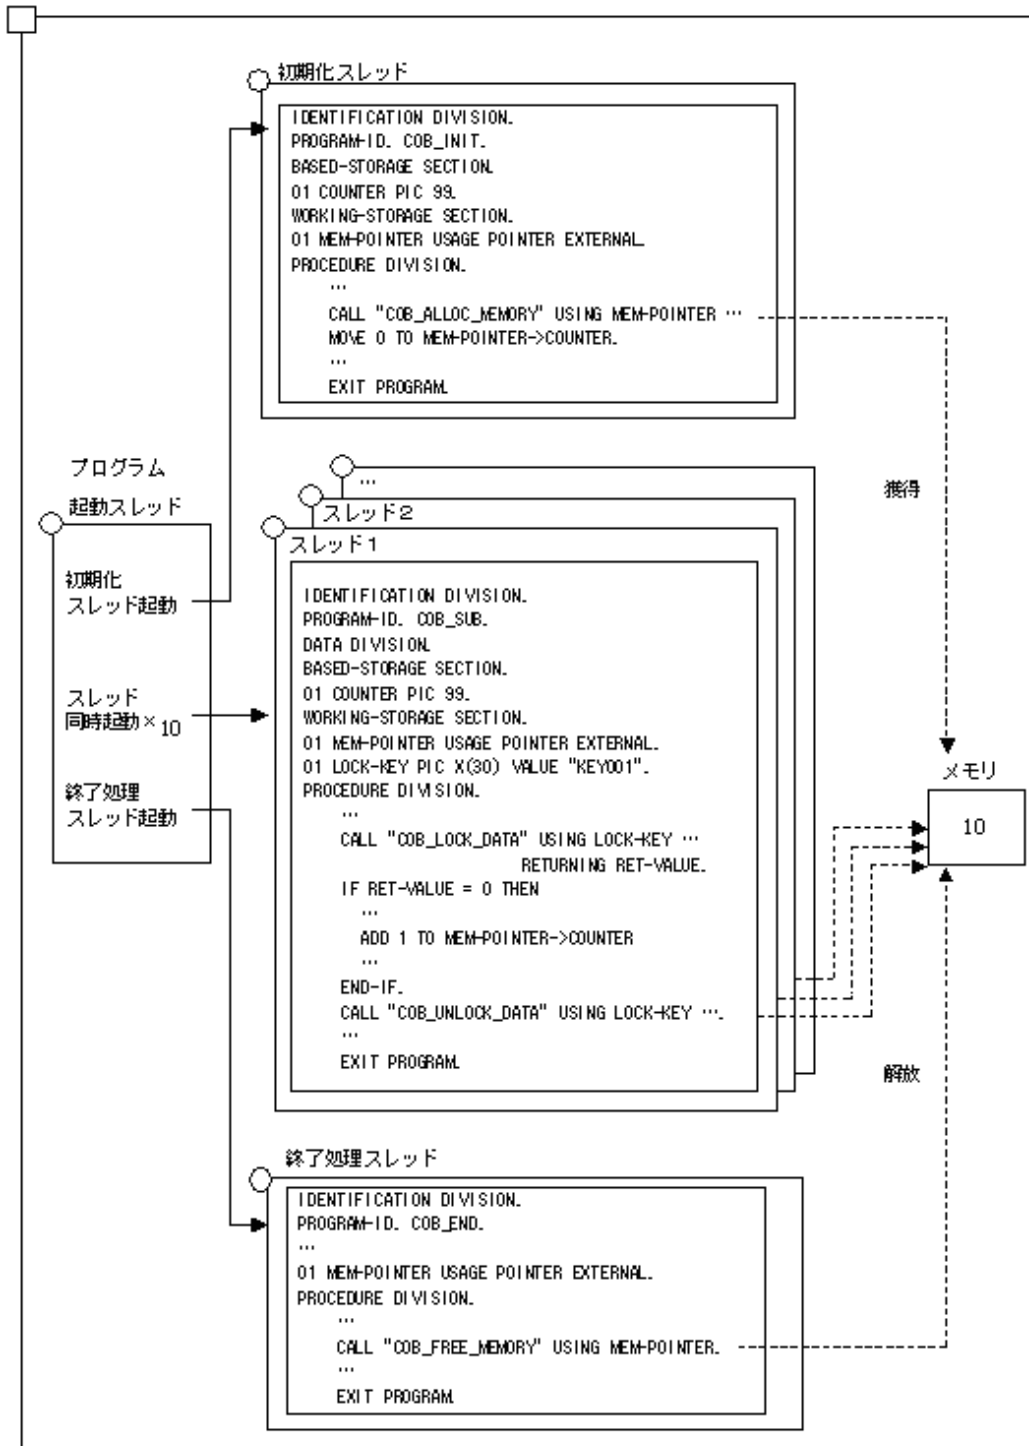 初期化スレッド
IDENTIFICATION DIVISION.
PROGRAM-ID. COB_INIT.
BASED-STORAGE SECTION.
01 COUNTER PIC 99.
WORKING-STORAGE SECTION.
01 MEM-POINTER USAGE POINTER EXTERNAL.
PROCEDURE DIVISION.
…
CALL "COB_ALLOC_MEMORY" USING MEM-POINTER …
MOVE 0 TO MEM-POINTER->COUNTER.
…
EXIT PROGRAM.
獲得
プログラム
起動スレッド
初期化
スレッド起動
スレッド
同時起動×10
終了処理
スレッド起動
…
スレッド2
スレッド1
IDENTIFICATION DIVISION.
PROGRAM-ID. COB_SUB.
DATA DIVISION.
BASED-STORAGE SECTION.
01 COUNTER PIC 99.
WORKING-STORAGE SECTION.
01 MEM-POINTER USAGE POINTER EXTERNAL.
01 LOCK-KEY PIC X(30) VALUE "KEY001".
PROCEDURE DIVISION.
…
CALL "COB_LOCK_DATA" USING LOCK-KEY …
RETURNING RET-VALUE.
IF RET-VALUE = 0 THEN
…
ADD 1 TO MEM-POINTER->COUNTER
…
END-IF.
CALL "COB_UNLOCK_DATA" USING LOCK-KEY ….
…
EXIT PROGRAM.
メモリ
10
解放
終了処理スレッド
IDENTIFICATION DIVISION.
PROGRAM-ID. COB_END.
…
01 MEM-POINTER USAGE POINTER EXTERNAL.
PROCEDURE DIVISION.
…
CALL "COB_FREE_MEMORY" USING MEM-POINTER.
…
EXIT PROGRAM.